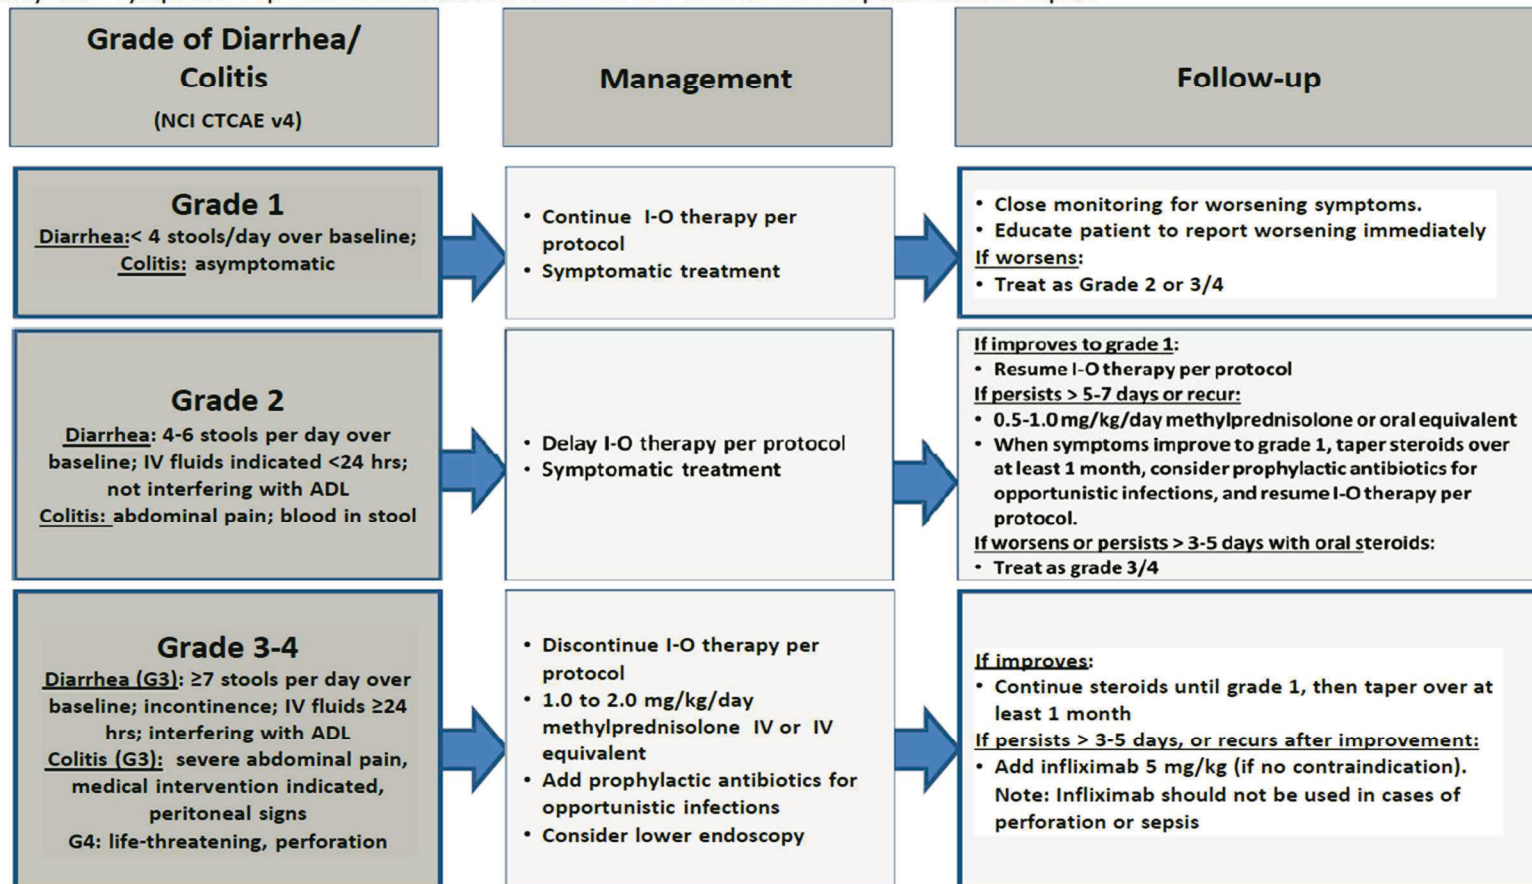 Grade of Diarrhea/
Colitis
(NCI CTCAE v4)
Management
Follow-up
Grade 1
Diarrhea:< 4 stools/day over baseline;
Colitis: asymptomatic
• Continue I-O therapy per
protocol
• Symptomatic treatment
• Close monitoring for worsening symptoms.
• Educate patient to report worsening immediately
If worsens:
• Treat as Grade 2 or 3/4
Grade 2
Diarrhea: 4-6 stools per day over
baseline; IV fluids indicated <24 hrs;
not interfering with ADL
Colitis: abdominal pain; blood in stool
• Delay I-O therapy per protocol
• Symptomatic treatment
If improves to grade 1:
• Resume I-O therapy per protocol
If persists > 5-7 days or recur:
• 0.5-1.0 mg/kg/day methylprednisolone or oral equivalent
• When symptoms improve to grade 1, taper steroids over
at least 1 month, consider prophylactic antibiotics for
opportunistic infections, and resume I-O therapy per
protocol.
If worsens or persists > 3-5 days with oral steroids:
• Treat as grade 3/4
Grade 3-4
Diarrhea (G3): ≥7 stools per day over
baseline; incontinence; IV fluids ≥24
hrs; interfering with ADL
Colitis (G3): severe abdominal pain,
medical intervention indicated,
peritoneal signs
G4: life-threatening, perforation
• Discontinue I-O therapy per
protocol
• 1.0 to 2.0 mg/kg/day
methylprednisolone IV or IV
equivalent
• Add prophylactic antibiotics for
opportunistic infections
• Consider lower endoscopy
If improves:
• Continue steroids until grade 1, then taper over at
least 1 month
If persists > 3-5 days, or recurs after improvement:
• Add infliximab 5 mg/kg (if no contraindication).
Note: Infliximab should not be used in cases of
perforation or sepsis